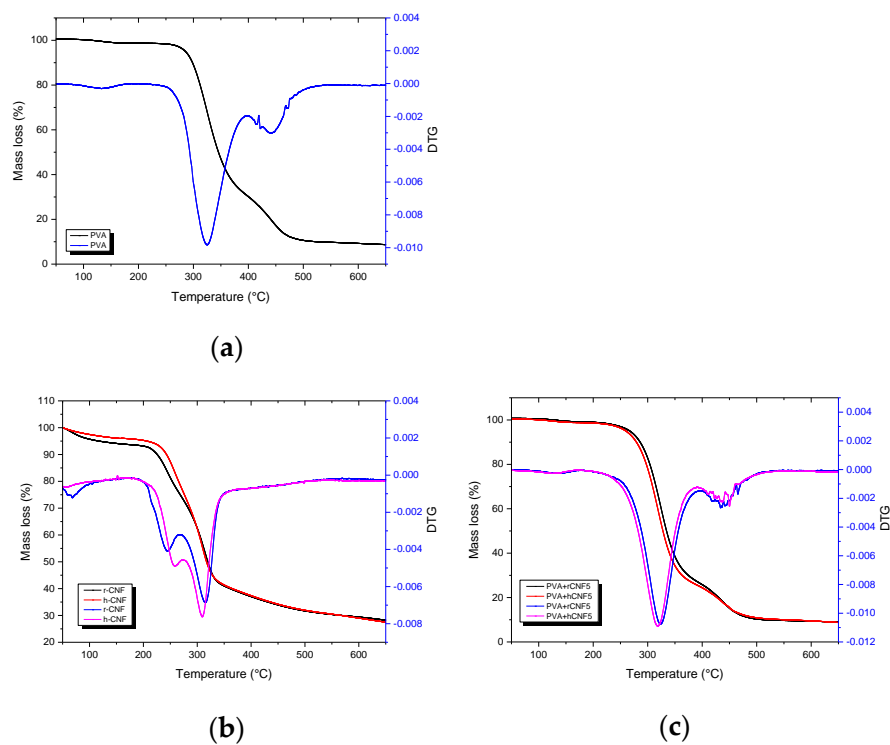 100
80
60
40
20
0
100
200
300
400
500
600
0.004
0.002
0.000
-0.002
-0.004
-0.006
-0.008
-0.010
Mass loss (%)
DTG
Temperature (°C)
PVA
PVA
(a)
110
100
90
80
70
60
50
40
30
20
100
200
300
400
500
600
0.004
0.002
0.000
-0.002
-0.004
-0.006
-0.008
Mass loss (%)
DTG
Temperature (°C)
r-CNF
h-CNF
r-CNF
h-CNF
(b)
100
80
60
40
20
0
100
200
300
400
500
600
0.004
0.002
0.000
-0.002
-0.004
-0.006
-0.008
-0.010
-0.012
Mass loss (%)
DTG
Temperature (°C)
PVA+rCNF5
PVA+hCNF5
PVA+rCNF5
PVA+hCNF5
(c)